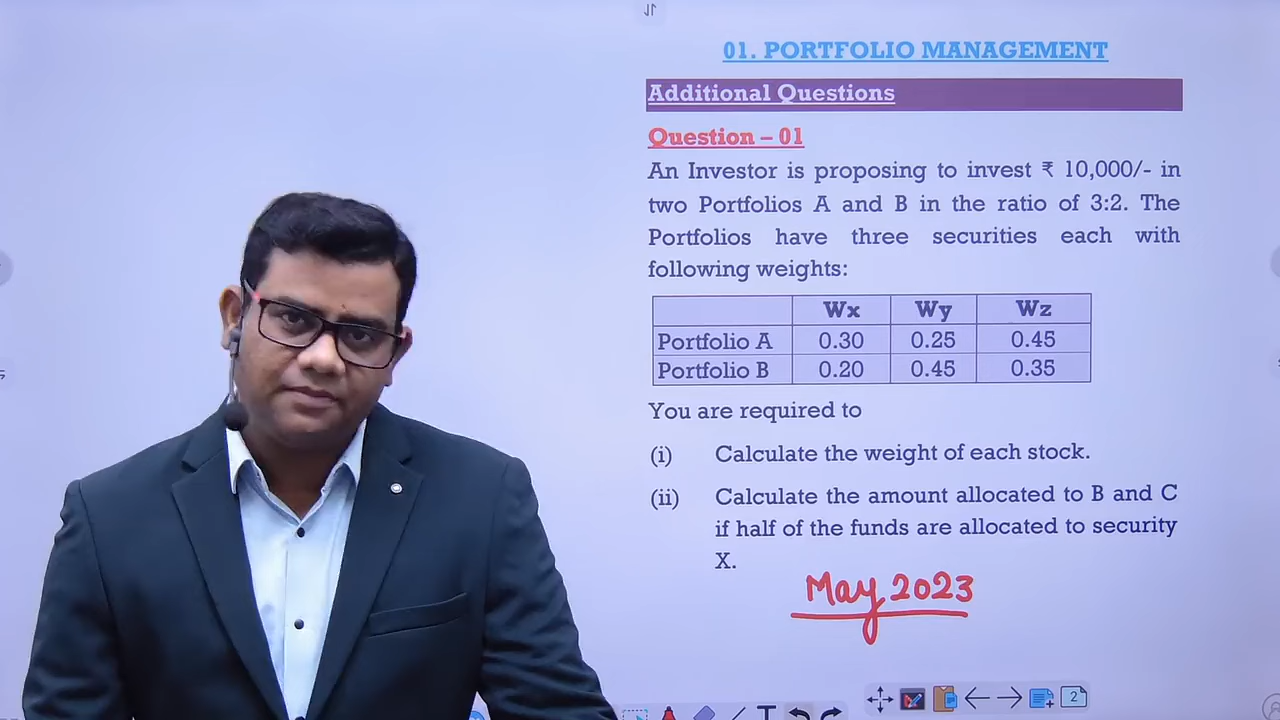 01. PORTFOLIO MANAGEMENT
Additional Questions
Question – 01
An Investor is proposing to invest ₹ 10,000/- in
two Portfolios A and B in the ratio of 3:2. The
Portfolios have three securities each with
following weights:
Wx Wy Wz
Portfolio A 0.30 0.25 0.45
Portfolio B 0.20 0.45 0.35
You are required to
(i) Calculate the weight of each stock.
(ii) Calculate the amount allocated to B and C
if half of the funds are allocated to security
X.
May 2023
T 2